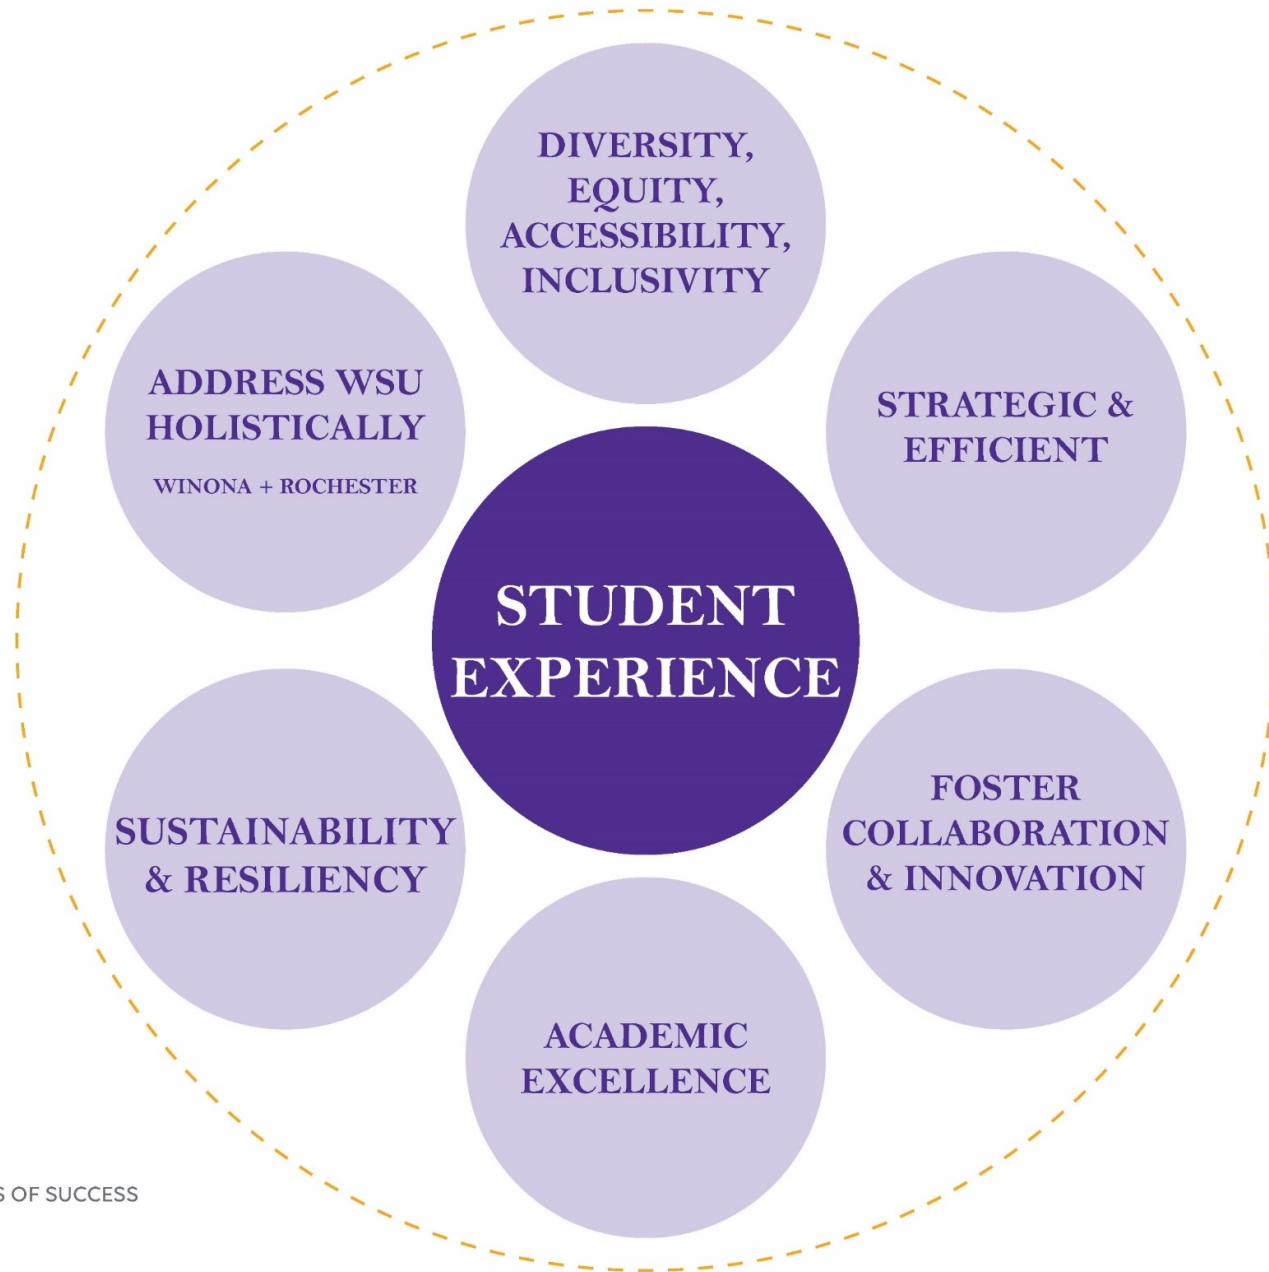 DIVERSITY,
EQUITY,
ACCESSIBILITY,
INCLUSIVITY
ADDRESS WSU
HOLISTICALLY
WINONA + ROCHESTER
STRATEGIC &
EFFICIENT
STUDENT
EXPERIENCE
SUSTAINABILITY
& RESILIENCY
FOSTER
COLLABORATION
& INNOVATION
ACADEMIC
EXCELLENCE
OF SUCCESS